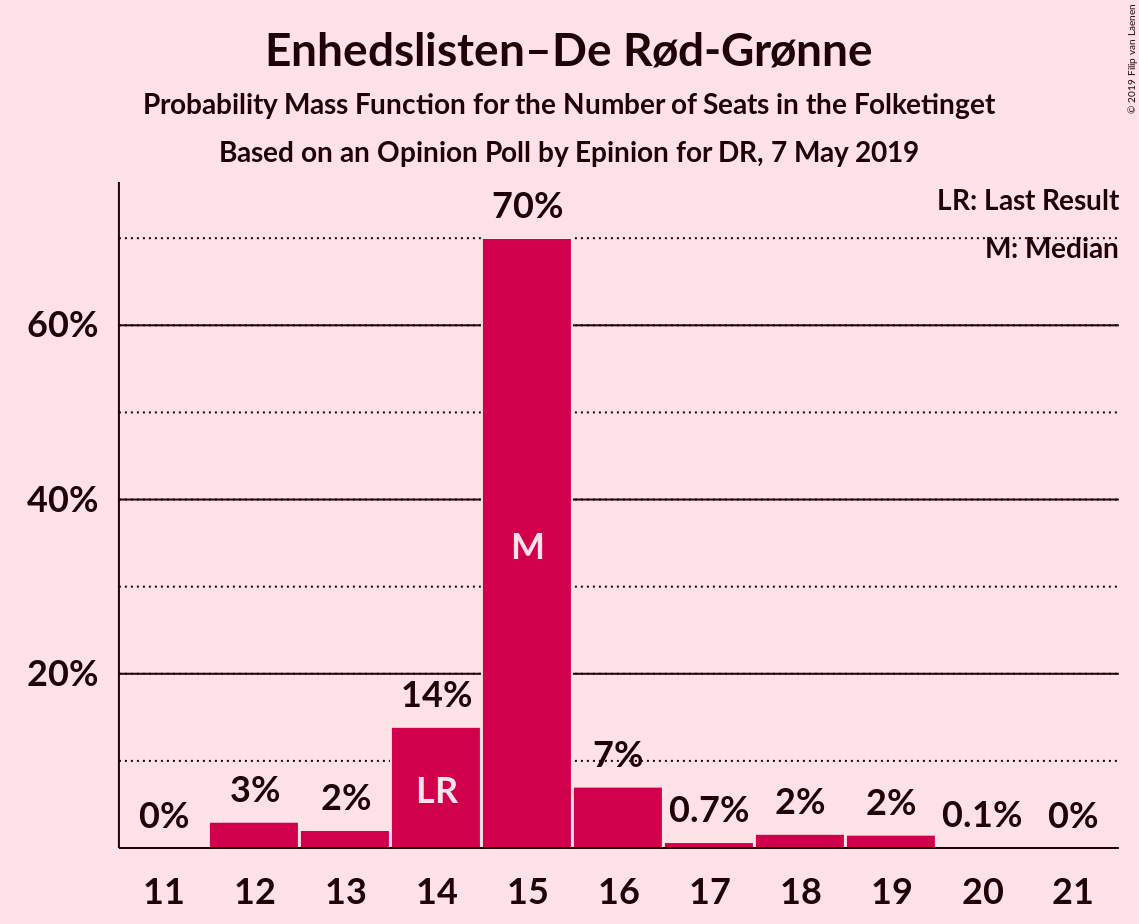 Enhedslisten–De Rød-Grønne
Probability Mass Function for the Number of Seats in the Folketinget
Based on an Opinion Poll by Epinion for DR, 7 May 2019
© 2019 Filip van Laenen
LR: Last Result
M: Median
60%
40%
20%
0%
3%
2%
14%
70%
7%
0.7%
2%
2%
0.1%
0%
LR
M
11 12 13 14 15 16 17 18 19 20 21